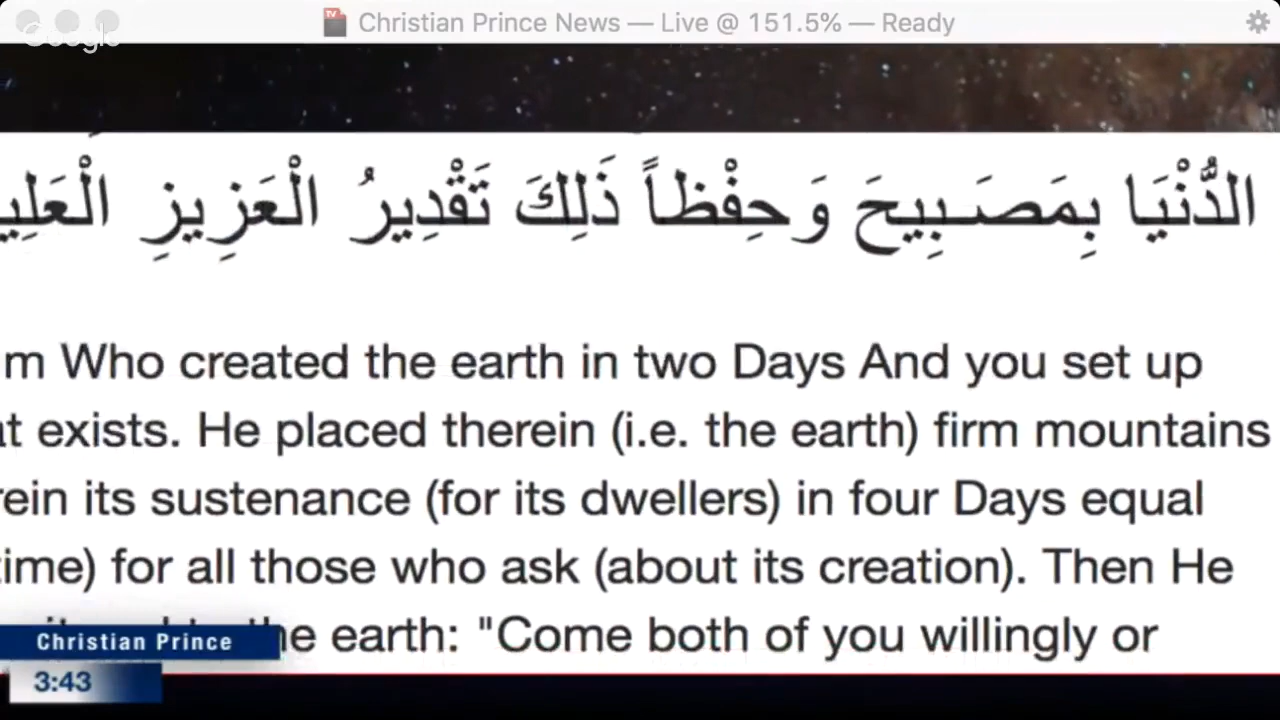 Christian Prince News — Live @ 151.5% — Ready
Google
الدُّنْيَا بِمَصَـبِيحَ وَحِفْظاً ذَلِكَ تَقْدِيرُ الْعَزِيزِ
Who created the earth in two Days And you set up
exists. He placed therein (i.e. the earth) firm mountains
its sustenance (for its dwellers) in four Days equal
for all those who ask (about its creation). Then He
earth: "Come both of you willingly or
Christian Prince
3:43